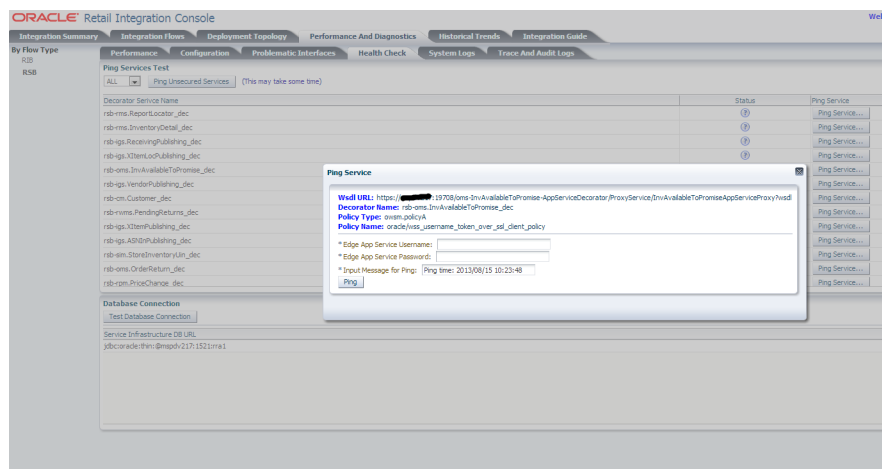 ORACLE® Retail Integration Console
Wel
Integration Summary Integration Flows Deployment Topology Performance And Diagnostics Historical Trends Integration Guide
By Flow Type
RIB
RSB
Performance Configuration Problematic Interfaces Health Check System Logs Trace And Audit Logs
Ping Services Test
ALL Ping Unsecured Services (This may take some time)
Decorator Serivce Name Status Ping Service
rsb-rms.ReportLocator_dec ? Ping Service...
rsb-rms.InventoryDetail_dec ? Ping Service...
rsb-igs.ReceivingPublishing_dec ? Ping Service...
rsb-igs.XItemLocPublishing_dec ? Ping Service...
rsb-oms.InvAvailableToPromise_dec Ping Service...
rsb-igs.VendorPublishing_dec Ping Service...
rsb-cm.Customer_dec Ping Service...
rsb-rwms.PendingReturns_dec Ping Service...
rsb-igs.XItemPublishing_dec Ping Service...
rsb-igs.ASNInPublishing_dec Ping Service...
rsb-sim.StoreInventoryUin_dec Ping Service...
rsb-oms.OrderReturn_dec Ping Service...
rsb-rpm.PriceChange_dec Ping Service...
Ping Service
Wsdl URL: https:// :19708/oms-InvAvailableToPromise-AppServiceDecorator/ProxyService/InvAvailableToPromiseAppServiceProxy?wsdl
Decorator Name: rsb-oms.InvAvailableToPromise_dec
Policy Type: owsm.policyA
Policy Name: oracle/wss_username_token_over_ssl_client_policy
* Edge App Service Username:
* Edge App Service Password:
* Input Message for Ping: Ping time: 2013/08/15 10:23:48
Ping
Database Connection
Test Database Connection
Service Infrastructure DB URL
jdbc:oracle:thin:@mspdv217:1521:rra1